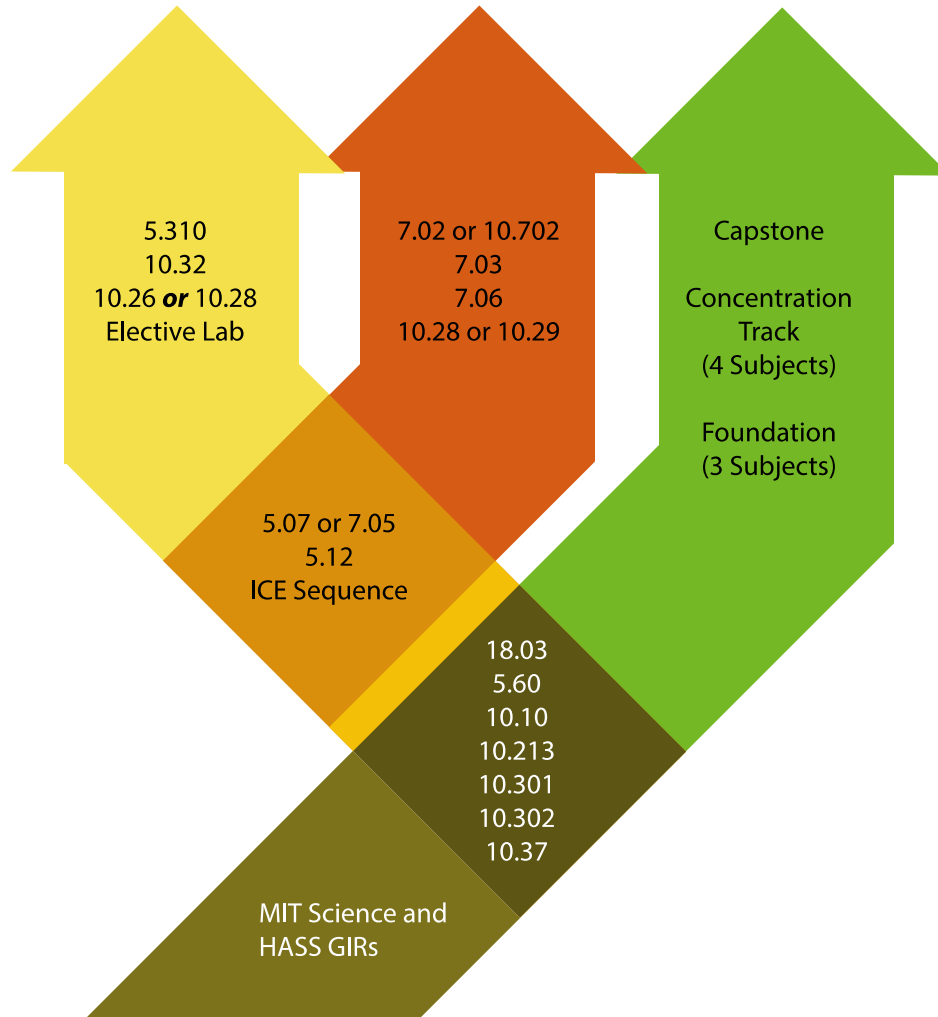 5.310
10.32
10.26 or 10.28
Elective Lab
7.02 or 10.702
7.03
7.06
10.28 or 10.29
Capstone
Concentration
Track
(4 Subjects)
Foundation
(3 Subjects)
5.07 or 7.05
5.12
ICE Sequence
18.03
5.60
10.10
10.213
10.301
10.302
10.37
MIT Science and
HASS GIRs